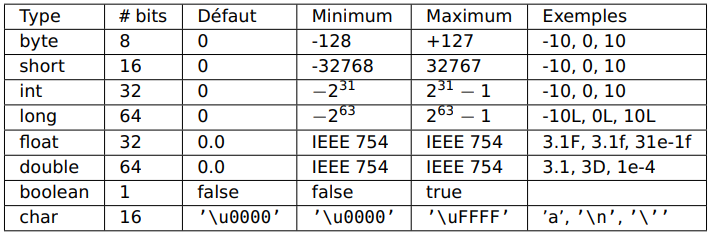 Type # bits Défaut Minimum Maximum Exemples
byte 8 0 -128 +127 -10, 0, 10
short 16 0 -32768 32767 -10, 0, 10
int 32 0 −2^31 2^31 − 1 -10, 0, 10
long 64 0 −2^63 2^63 − 1 -10L, 0L, 10L
float 32 0.0 IEEE 754 IEEE 754 3.1F, 3.1f, 31e-1f
double 64 0.0 IEEE 754 IEEE 754 3.1, 3D, 1e-4
boolean 1 false false true
char 16 ’\u0000’ ’\u0000’ ’\uFFFF’ ’a’, ’\n’, ’\’’